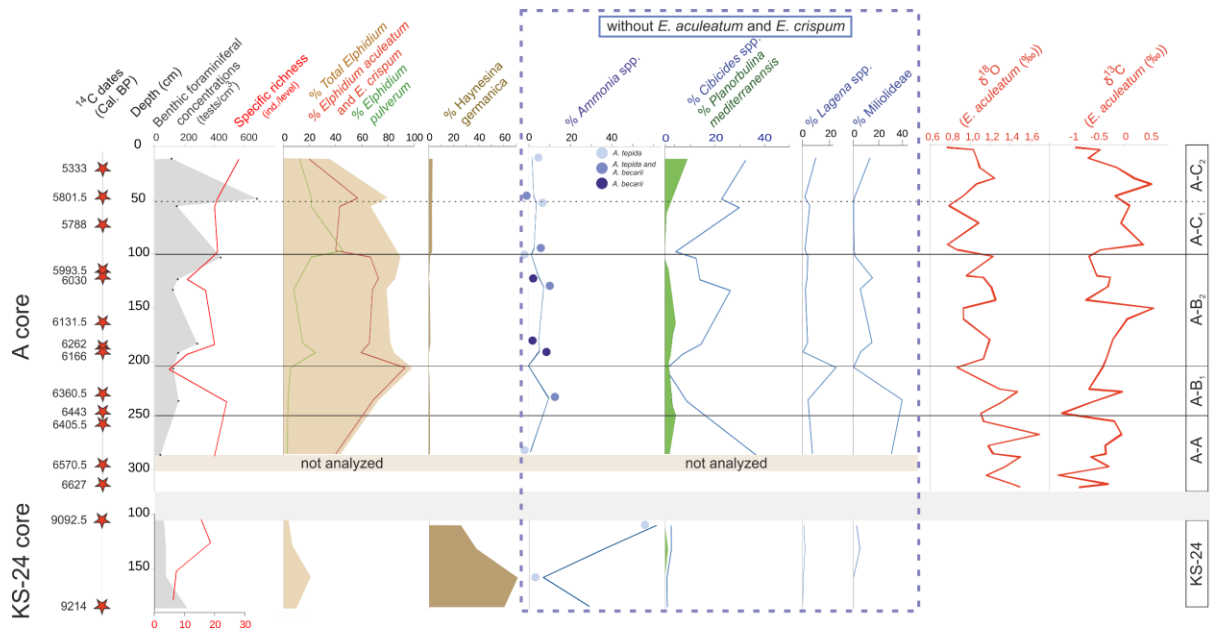 without E. aculeatum and E. crispum
¹⁴C dates
(Cal. BP)
Depth (cm)
Benthic foraminiferal
concentrations
(tests/cm³)
Specific richness
(ind./level)
% Total Elphidium
% Elphidium aculeatum
and E. crispum
% Elphidium
pulverum
% Haynesina
germanica
% Ammonia spp.
% Cibicides spp.
% Planorbulina
mediterranensis
% Lagena spp.
% Miliolideae
δ¹⁸O
(E. aculeatum (‰))
δ¹³C
(E. aculeatum (‰))
0 200 400 600
0 20 40 60 80 100
0 20 40 60
0 20 40 60
0 20 40
0 20 40
0.6 0.8 1.0 1.2 1.4 1.6
-1 -0.5 0 0.5
A. tepida
A. tepida and
A. becarii
A. becarii
A core
0
50
100
150
200
250
300
5333
5801.5
5788
5993.5
6030
6131.5
6262
6166
6360.5
6443
6405.5
6570.5
6627
not analyzed
not analyzed
A-C₂
A-C₁
A-B₂
A-B₁
A-A
KS-24 core
100
150
9092.5
9214
KS-24
0 10 20 30